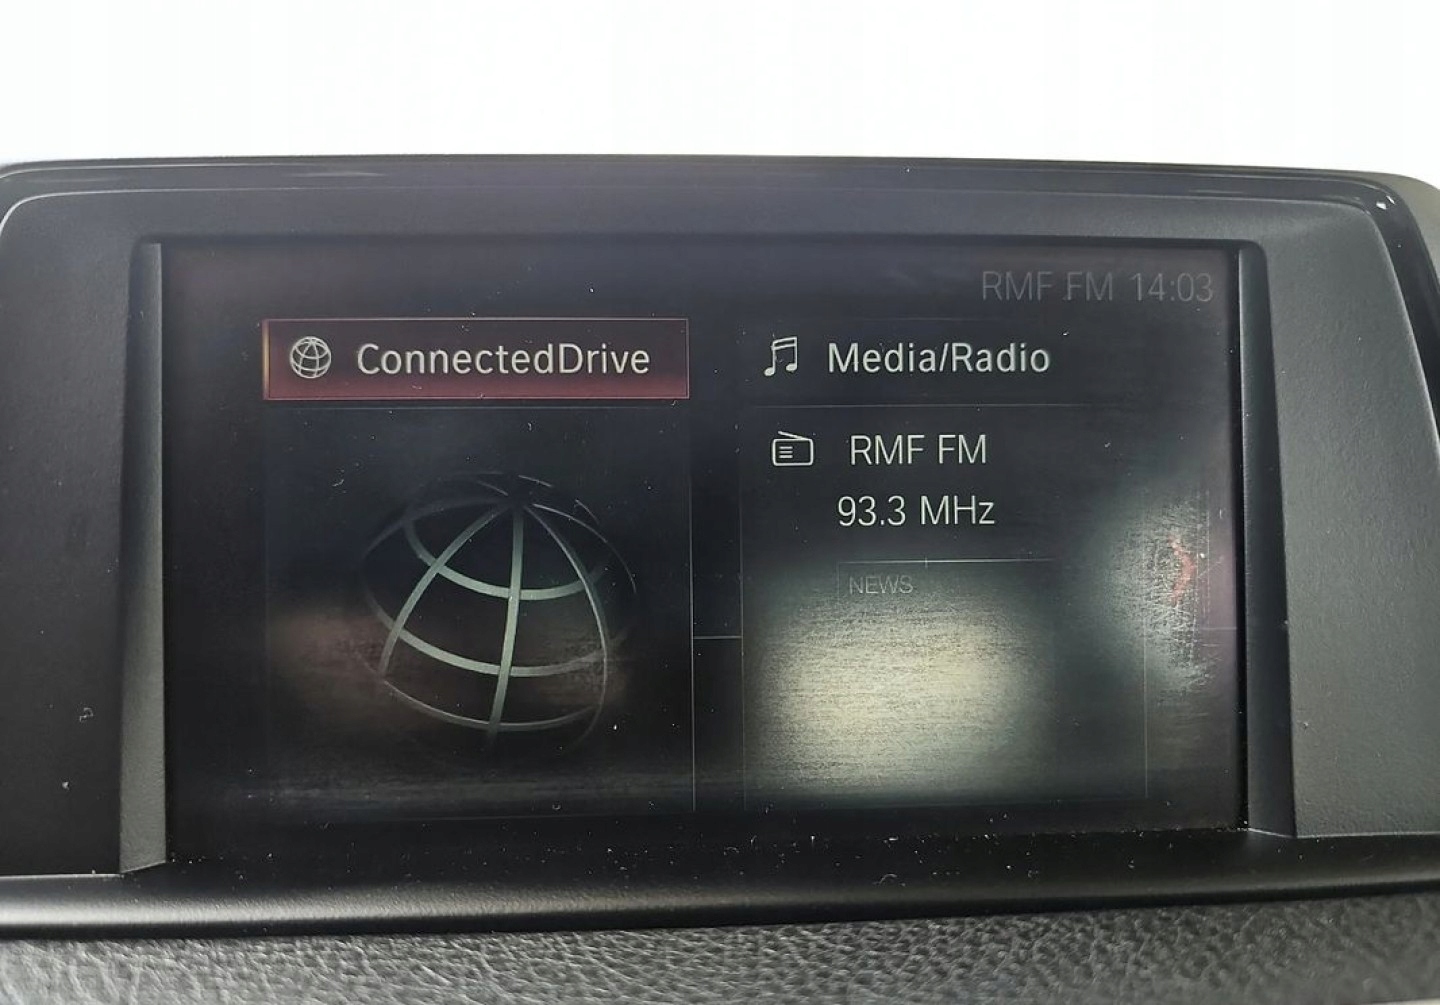 RMF FM 14:03
ConnectedDrive
Media/Radio
RMF FM
93.3 MHz
NEWS